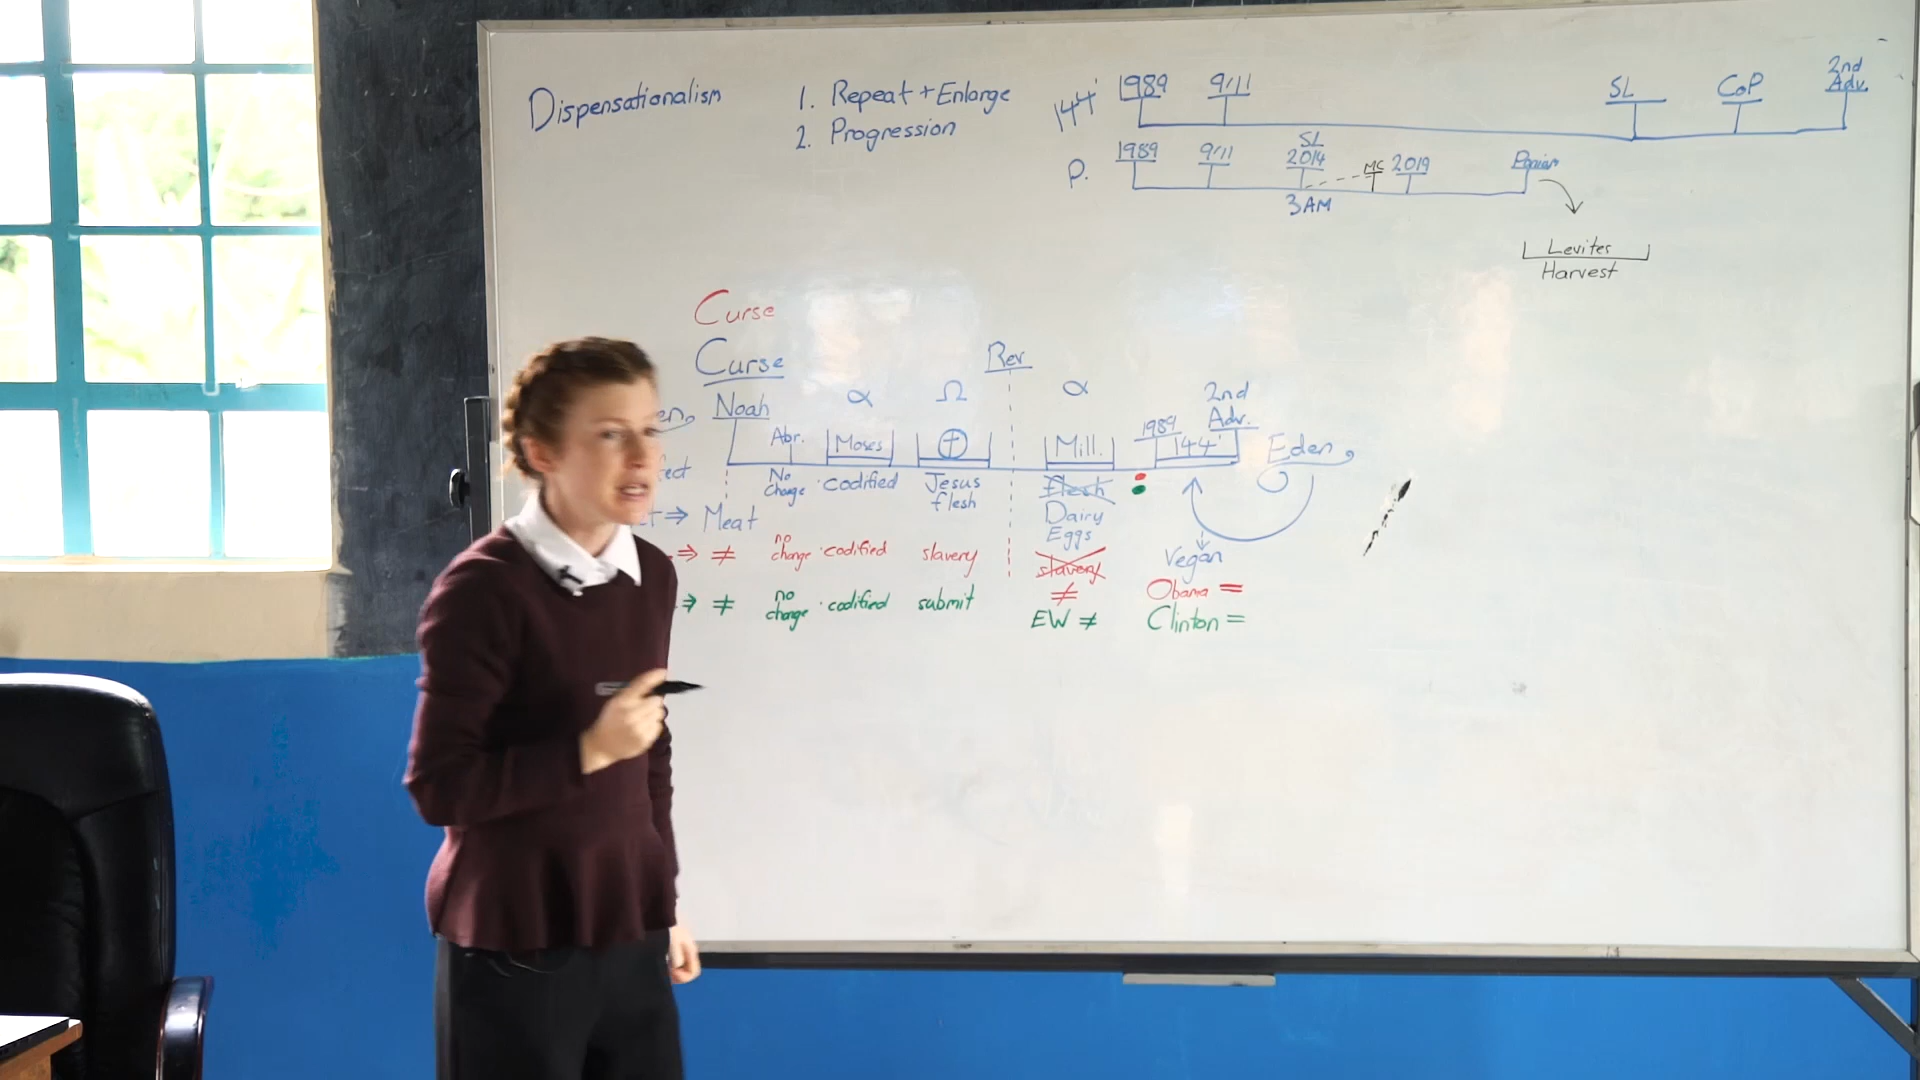 Dispensationalism
1. Repeat + Enlarge
2. Progression
144'
1989
9/11
SL
CoP
2nd
Adv.
P.
1989
9/11
SL
2014
MC
2019
3AM
Levites
Harvest
Curse
Curse
Rev
Noah
α
Ω
α
2nd
Adv.
Abr.
Moses
Mill.
1989
144'
Eden
No
change
codified
Jesus
flesh
flesh
Dairy
Eggs
⇒ Meat
Vegan
⇒ ≠
no
change
codified
slavery
slavery
≠
Obama =
⇒ ≠
no
change
codified
submit
EW ≠
Clinton =